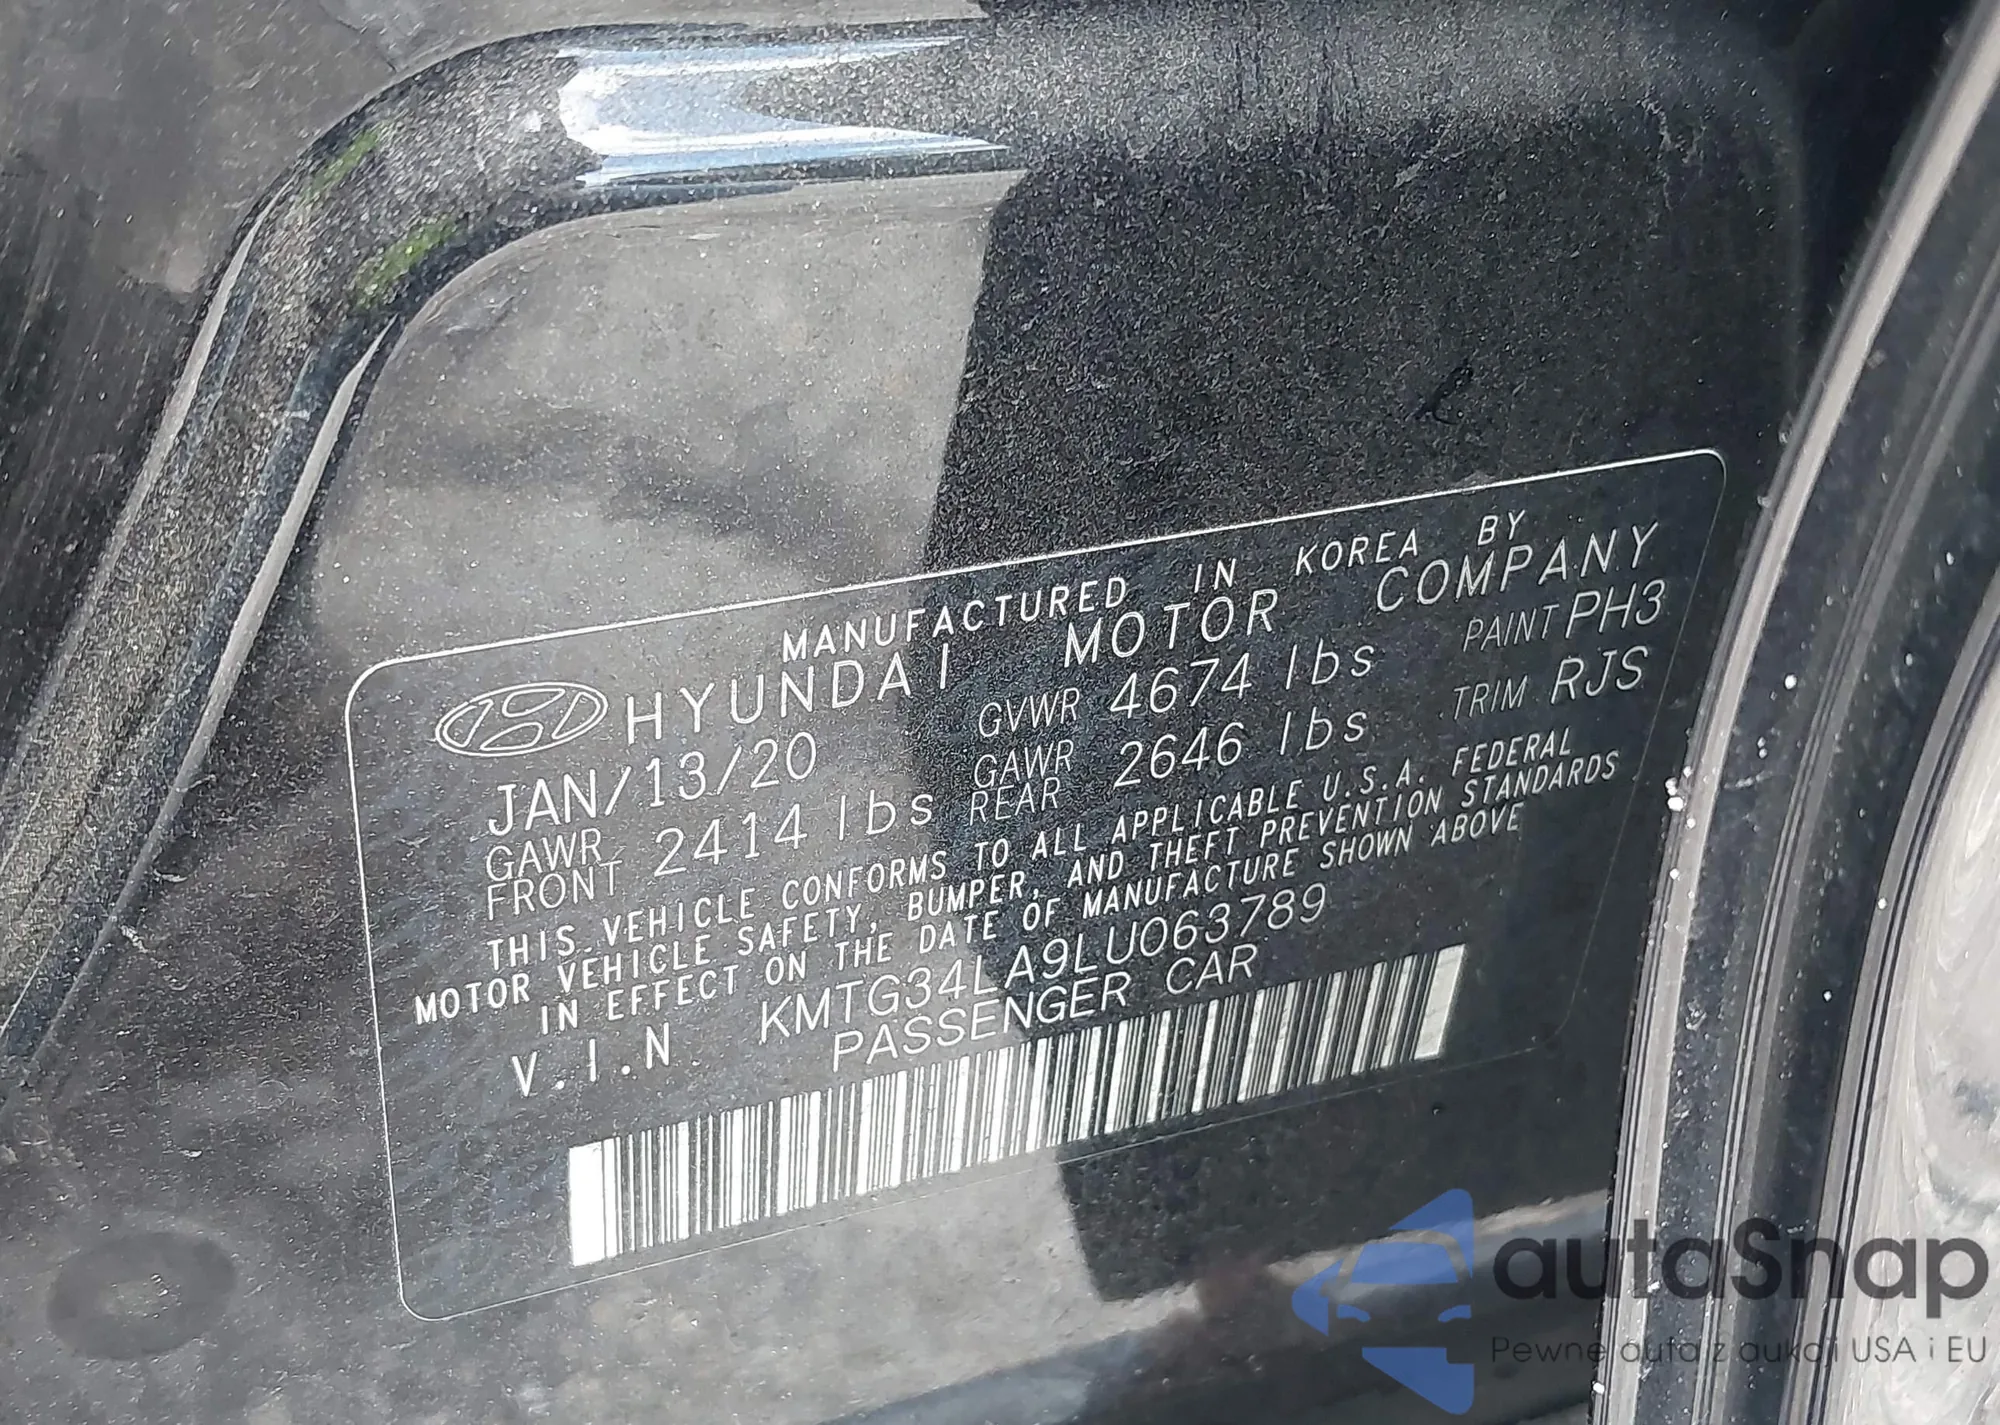 MANUFACTURED IN KOREA BY
HYUNDAI MOTOR COMPANY
JAN/13/20 GVWR 4674 lbs PAINT PH3
GAWR FRONT 2414 lbs GAWR REAR 2646 lbs TRIM RJS
THIS VEHICLE CONFORMS TO ALL APPLICABLE U.S.A. FEDERAL
MOTOR VEHICLE SAFETY, BUMPER, AND THEFT PREVENTION STANDARDS
IN EFFECT ON THE DATE OF MANUFACTURE SHOWN ABOVE
V.I.N. KMTG34LA9LU063789
PASSENGER CAR
autaSnap
Pewne auta z aukcji USA i EU